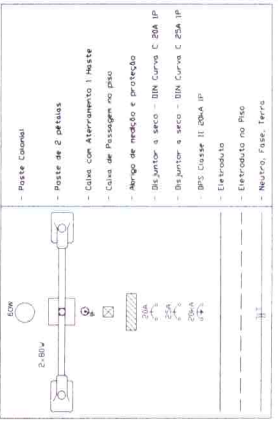 60W
- Poste Colonial
2x80W
- Poste de 2 pétalas
- Caixa com Aterramento 1 Haste
- Caixa de Passagem no piso
- Abrigo de medição e proteção
20A
- Disjuntor a seco - DIN Curva C 20A 1P
25A
- Disjuntor a seco - DIN Curva C 25A 1P
20kA
- DPS Classe II 20kA 1P
- Eletroduto
- Eletroduto no Piso
- Neutro, Fase, Terra